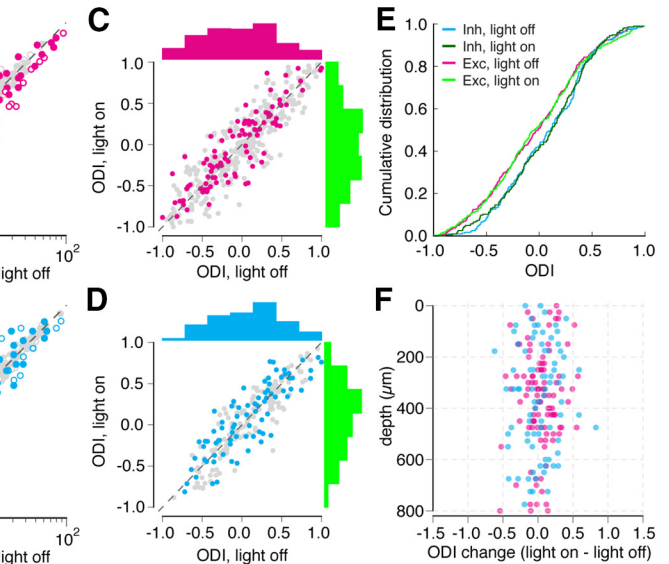 C
1.0
0.5
0.0
-0.5
-1.0
ODI, light on
-1.0 -0.5 0.0 0.5 1.0
ODI, light off
10²
light off
D
1.0
0.5
0.0
-0.5
-1.0
ODI, light on
-1.0 -0.5 0.0 0.5 1.0
ODI, light off
10²
light off
E
Inh, light off
Inh, light on
Exc, light off
Exc, light on
1.0
0.8
0.6
0.4
0.2
0.0
Cumulative distribution
-1.0 -0.5 0.0 0.5 1.0
ODI
F
0
200
400
600
800
depth (µm)
-1.5 -1.0 -0.5 0.0 0.5 1.0 1.5
ODI change (light on - light off)